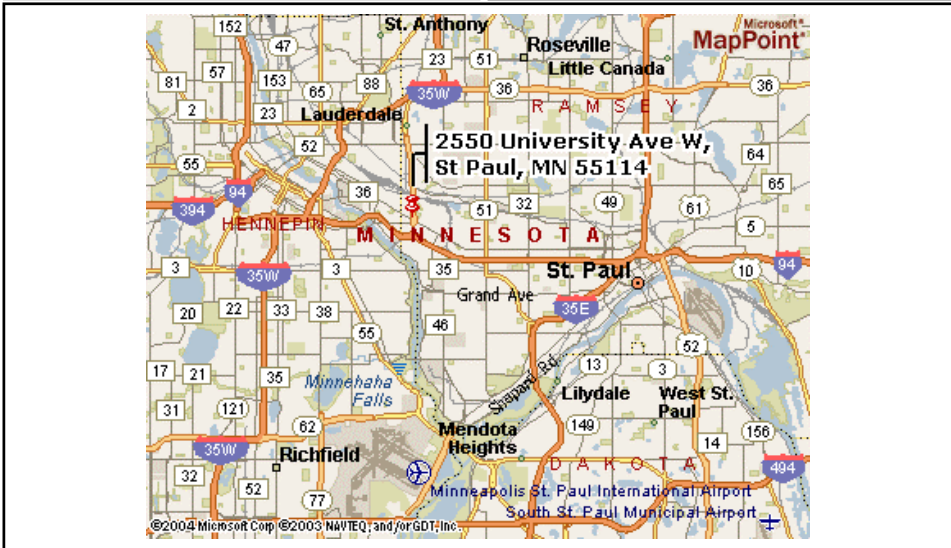 152
St. Anthony
Microsoft®
MapPoint®
47
Roseville
23
51
Little Canada
57
81
153
88
65
35W
36
36
2
23
R A M S E Y
Lauderdale
52
2550 University Ave W,
St Paul, MN 55114
55
64
94
36
65
394
51
32
49
61
HENNEPIN
M I N N E S O T A
5
3
35W
3
35
St. Paul
10
94
Grand Ave
20
22
33
38
35E
55
46
52
17
21
35
Minnehaha
Falls
Shepard Rd
13
3
Lilydale
West St.
Paul
31
121
62
Mendota
Heights
149
14
156
35W
Richfield
D A K O T A
494
32
52
77
Minneapolis St. Paul International Airport
South St. Paul Municipal Airport
©2004 Microsoft Corp ©2003 NAVTEQ, and/or GDT, Inc.